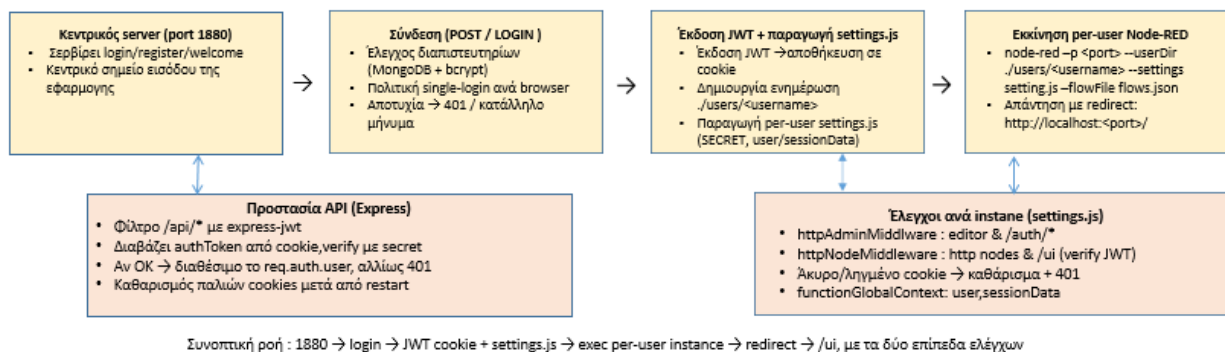 Κεντρικός server (port 1880)
• Σερβίρει login/register/welcome
• Κεντρικό σημείο εισόδου της
εφαρμογης
→
Σύνδεση (POST / LOGIN )
• Έλεγχος διαπιστευτηρίων
(MongoDB + bcrypt)
• Πολιτική single-login ανά browser
• Αποτυχία → 401 / κατάλληλο
μήνυμα
→
Έκδοση JWT + παραγωγή settings.js
• Έκδοση JWT →αποθήκευση σε
cookie
• Δημιουργία ενημέρωση
./users/<username>
• Παραγωγή per-user settings.js
(SECRET, user/sessionData)
→
Εκκίνηση per-user Node-RED
• node-red –p <port> --userDir
./users/<username> --settings
setting.js –flowFile flows.json
• Απάντηση με redirect:
http://localhost:<port>/
Προστασία API (Express)
• Φίλτρο /api/* με express-jwt
• Διαβάζει authToken από cookie,verify με secret
• Αν OK → διαθέσιμο το req.auth.user, αλλίως 401
• Καθαρισμός παλιών cookies μετά από restart
Έλεγχοι ανά instane (settings.js)
• httpAdminMiddlware : editor & /auth/*
• httpNodeMiddleware : http nodes & /ui (verify JWT)
• Άκυρο/ληγμένο cookie → καθάρισμα + 401
• functionGlobalContext: user,sessionData
Συνοπτική ροή : 1880 → login → JWT cookie + settings.js → exec per-user instance → redirect → /ui, με τα δύο επίπεδα ελέγχων